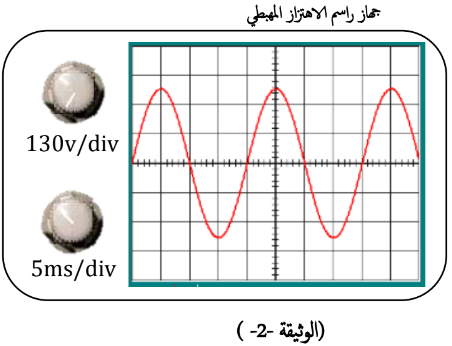 جهاز راسم الاهتزاز المهبطي
130v/div
5ms/div
(الوثيقة -2- )